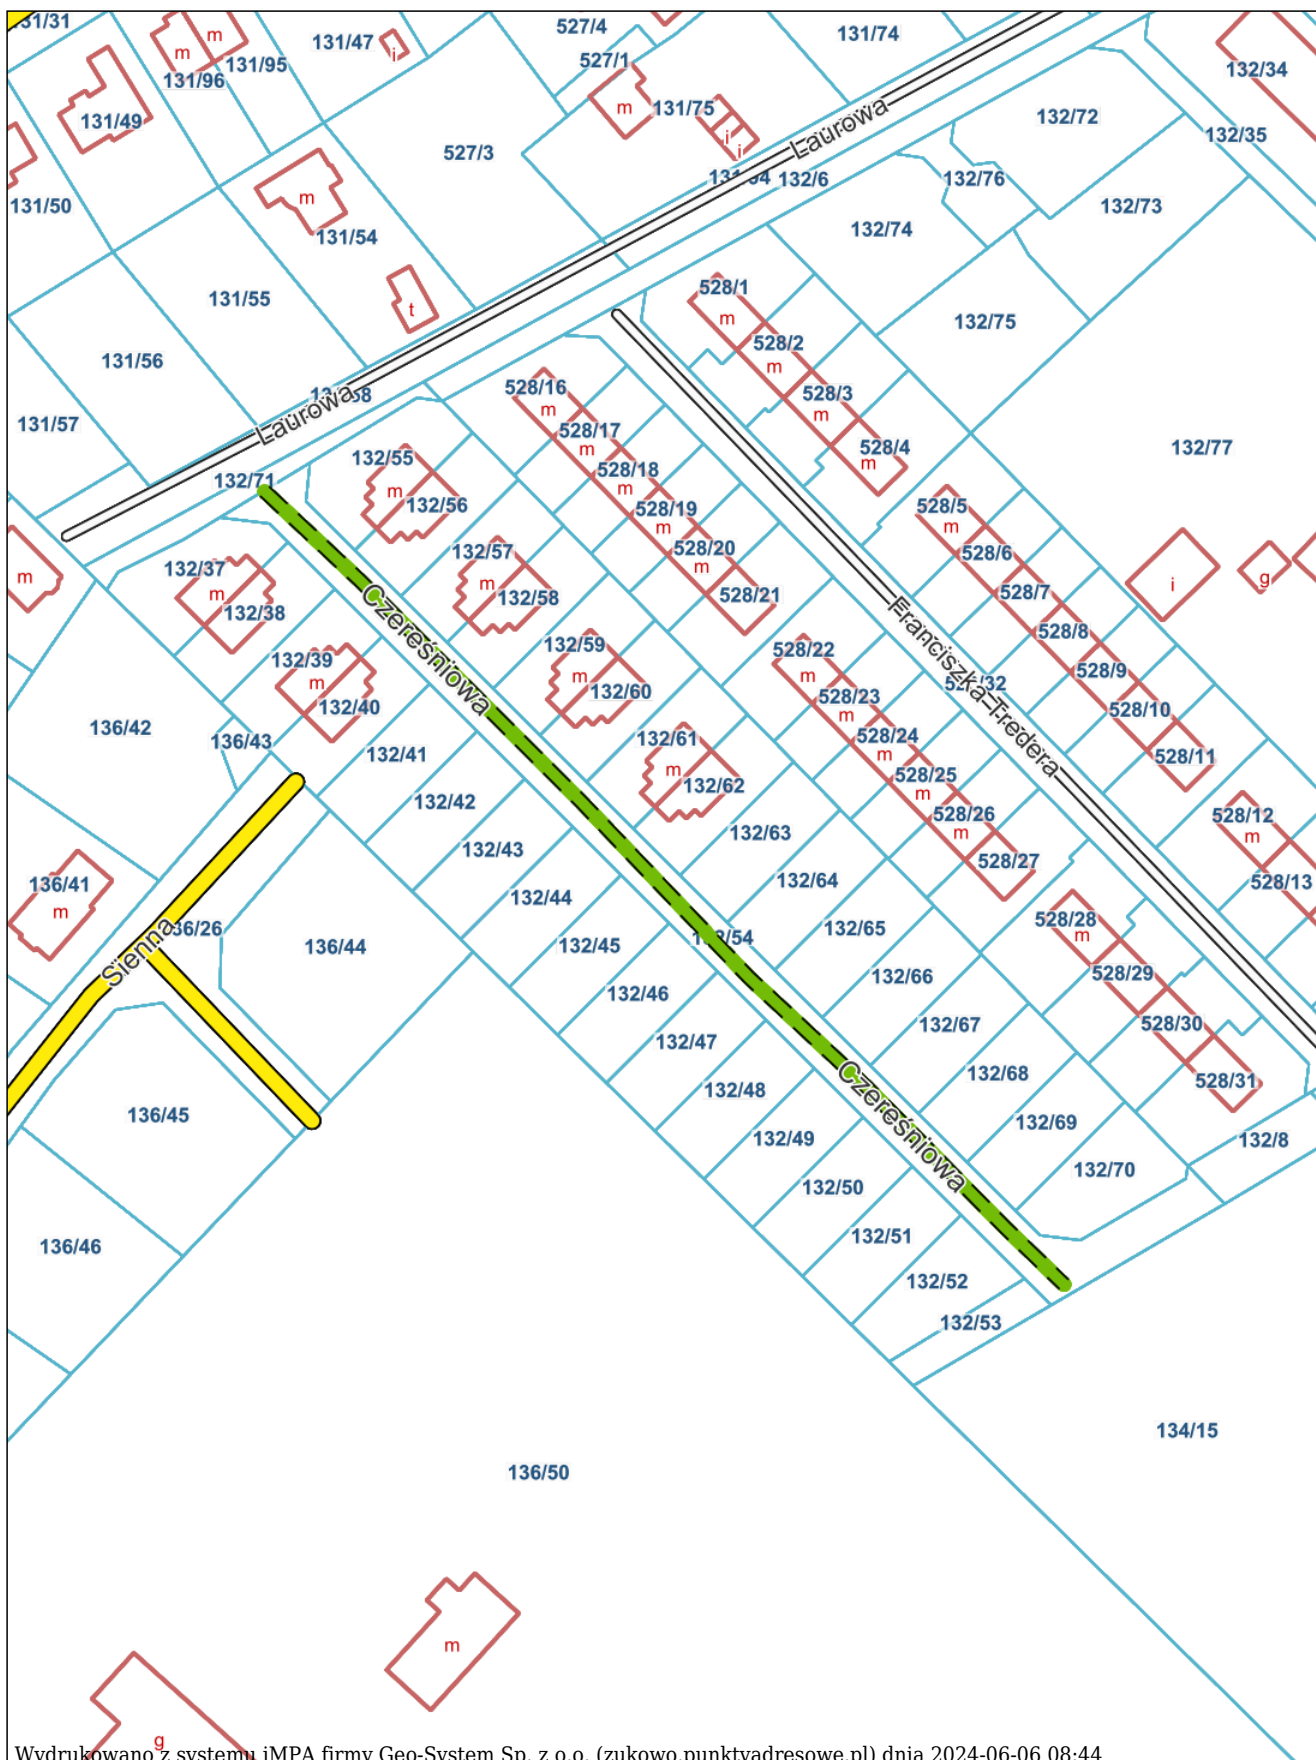 131/31
m
m
131/47
i
527/4
131/74
131/96
131/95
527/1
132/34
131/49
m
131/75
i
i
132/72
132/35
527/3
Laurowa
132/6
132/76
131/50
m
131/54
132/74
132/73
131/55
t
528/1
m
132/75
131/56
528/2
m
528/16
m
528/3
m
Laurowa
131/57
528/17
m
528/4
m
132/77
132/71
132/55
m
132/56
528/18
m
528/19
m
528/5
m
528/6
m
132/37
m
132/38
132/57
m
132/58
528/20
m
528/21
528/7
i
g
Czereśniowa
Franciszka Tredera
528/8
132/39
m
132/40
132/59
m
132/60
528/22
m
528/23
m
528/9
528/10
136/42
136/43
132/41
132/61
m
132/62
528/24
m
528/25
m
528/11
132/42
132/63
528/26
m
528/12
m
132/43
528/27
528/13
136/41
m
132/44
132/64
Sienna
136/44
132/45
132/65
528/28
m
132/46
132/66
528/29
132/47
132/67
528/30
132/48
132/68
528/31
Czereśniowa
136/45
132/49
132/69
132/8
132/50
132/70
136/46
132/51
132/52
132/53
134/15
136/50
m
g
Wydrukowano z systemu iMPA firmy Geo-System Sp. z o.o. (zukowo.punktyadresowe.pl) dnia 2024-06-06 08:44